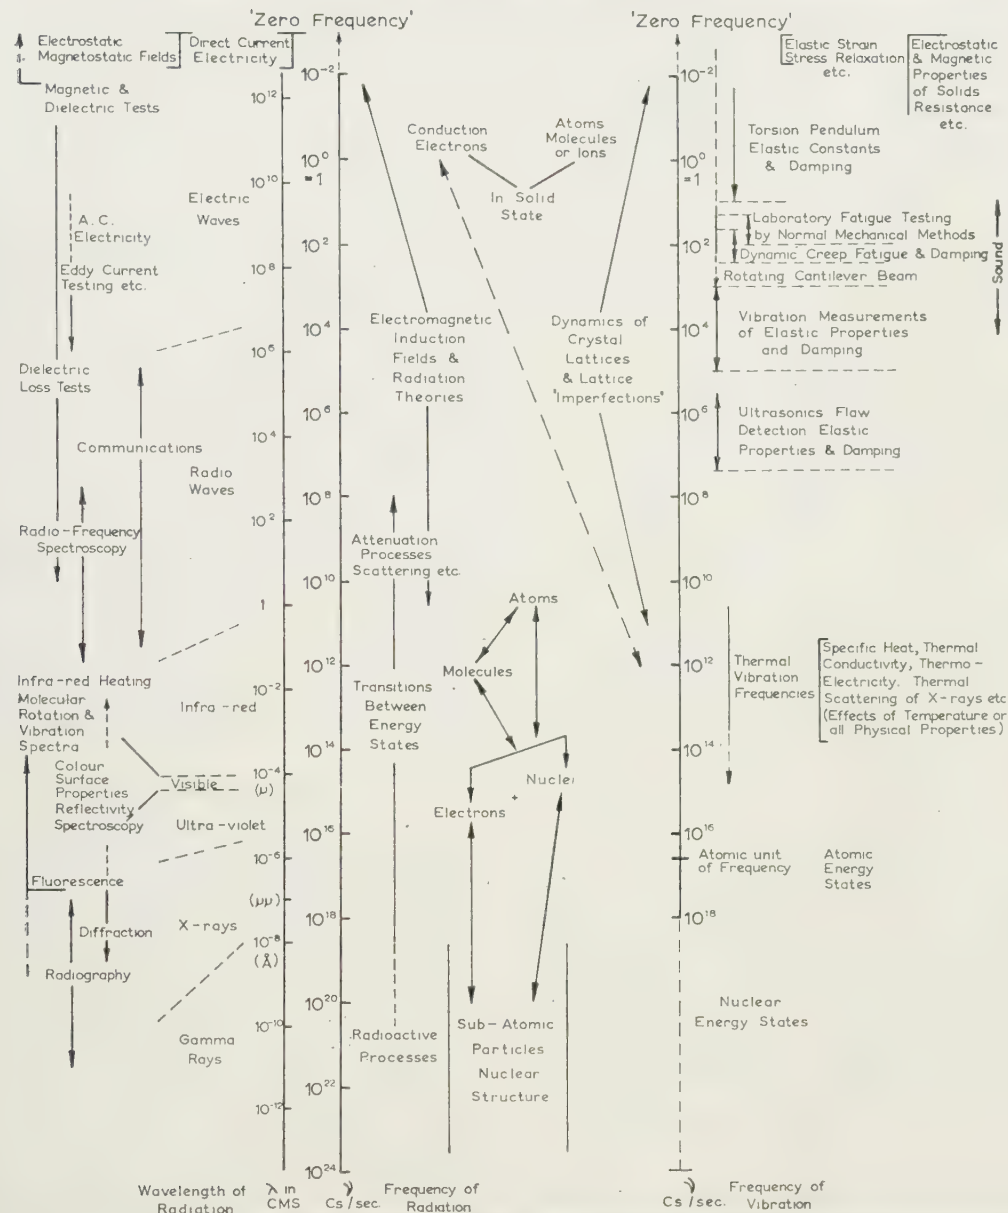 'Zero Frequency'
'Zero Frequency'
Electrostatic
Magnetostatic Fields
Direct Current
Electricity
Magnetic &
Dielectric Tests
A.C.
Electricity
Eddy Current
Testing etc.
Dielectric
Loss Tests
Communications
Radio-Frequency
Spectroscopy
Infra-red Heating
Molecular
Rotation &
Vibration
Spectra
Colour
Surface
Properties
Reflectivity
Spectroscopy
Fluorescence
Diffraction
Radiography
Electric
Waves
Radio
Waves
Infra-red
Visible
Ultra-violet
X-rays
Gamma
Rays
10¹²
10¹⁰
10⁸
10⁶
10⁴
10²
1
10⁻²
10⁻⁴
(μ)
10⁻⁶
(μμ)
10⁻⁸
(Å)
10⁻¹⁰
10⁻¹²
10⁻²
10⁰
=1
10²
10⁴
10⁶
10⁸
10¹⁰
10¹²
10¹⁴
10¹⁶
10¹⁸
10²⁰
10²²
10²⁴
Conduction
Electrons
Atoms
Molecules
or Ions
In Solid
State
Electromagnetic
Induction
Fields &
Radiation
Theories
Dynamics of
Crystal
Lattices
& Lattice
'Imperfections'
Attenuation
Processes
Scattering etc.
Atoms
Molecules
Transitions
Between
Energy
States
Nuclei
Electrons
Radioactive
Processes
Sub-Atomic
Particles
Nuclear
Structure
10⁻²
10⁰
=1
10²
10⁴
10⁶
10⁸
10¹⁰
10¹²
10¹⁴
10¹⁶
10¹⁸
Elastic Strain
Stress Relaxation
etc.
Electrostatic
& Magnetic
Properties
of Solids
Resistance
etc.
Torsion Pendulum
Elastic Constants
& Damping
Laboratory Fatigue Testing
by Normal Mechanical Methods
Dynamic Creep Fatigue & Damping
Rotating Cantilever Beam
Sound
Vibration Measurements
of Elastic Properties
and Damping
Ultrasonics Flaw
Detection Elastic
Properties & Damping
Thermal
Vibration
Frequencies
Specific Heat, Thermal
Conductivity, Thermo-
Electricity. Thermal
Scattering of X-rays etc
(Effects of Temperature or
all Physical Properties)
Atomic unit
of Frequency
Atomic
Energy
States
Nuclear
Energy States
Wavelength of
Radiation
λ in
CMS
γ
Cs/sec.
Frequency of
Radiation
γ
Cs/sec.
Frequency of
Vibration